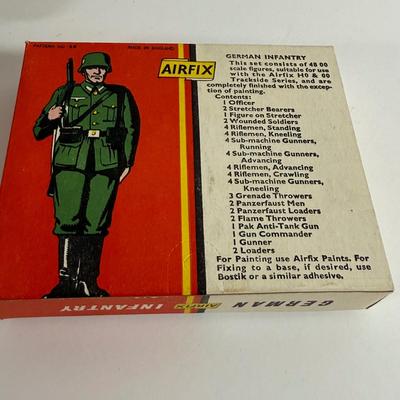 PATTERN NO. S 5
MADE IN ENGLAND
AIRFIX
GERMAN INFANTRY
This set consists of 48 00
scale figures, suitable for use
with the Airfix HO & 00
Trackside Series, and are
completely finished with the excep-
tion of painting.
Contents:
1 Officer
2 Stretcher Bearers
1 Figure on Stretcher
2 Wounded Soldiers
4 Riflemen, Standing
4 Riflemen, Kneeling
4 Sub-machine Gunners,
Running
4 Sub-machine Gunners,
Advancing
4 Riflemen, Advancing
4 Riflemen, Crawling
4 Sub-machine Gunners,
Kneeling
3 Grenade Throwers
2 Panzerfaust Men
2 Panzerfaust Loaders
2 Flame Throwers
1 Pak Anti-Tank Gun
1 Gun Commander
1 Gunner
2 Loaders
For Painting use Airfix Paints. For
Fixing to a base, if desired, use
Bostik or a similar adhesive.
GERMAN AIRFIX INFANTRY